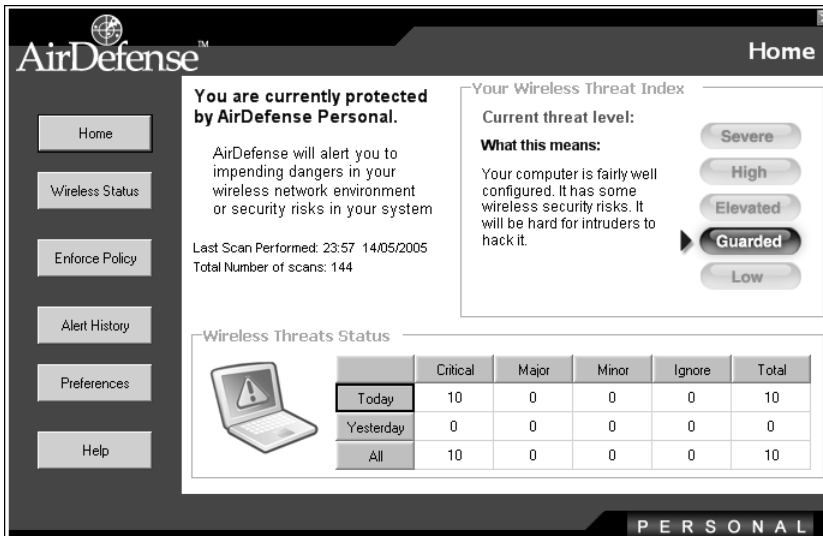 AirDefense™
Home
Home
Wireless Status
Enforce Policy
Alert History
Preferences
Help
You are currently protected
by AirDefense Personal.
AirDefense will alert you to
impending dangers in your
wireless network environment
or security risks in your system
Last Scan Performed: 23:57 14/05/2005
Total Number of scans: 144
Your Wireless Threat Index
Current threat level:
What this means:
Your computer is fairly well
configured. It has some
wireless security risks. It
will be hard for intruders to
hack it.
Severe
High
Elevated
Guarded
Low
Wireless Threats Status
Critical Major Minor Ignore Total
Today 10 0 0 0 10
Yesterday 0 0 0 0 0
All 10 0 0 0 10
PERSONAL